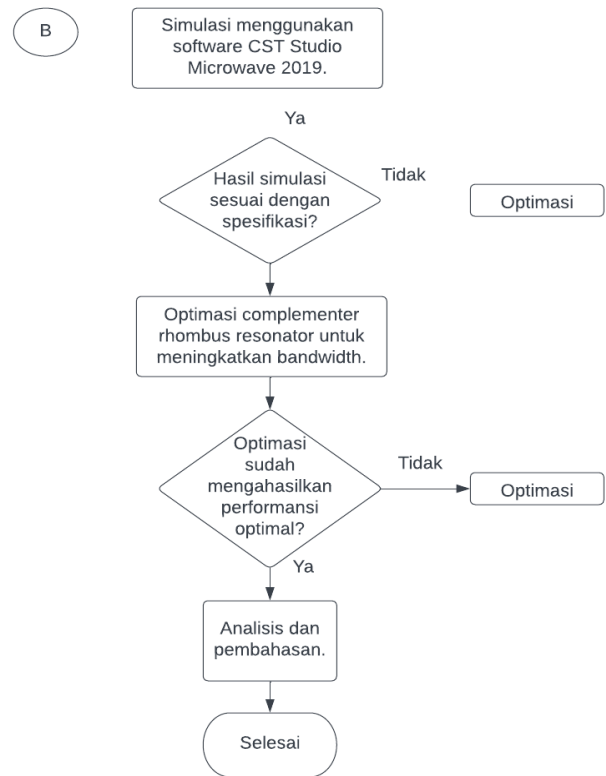 B
Simulasi menggunakan
software CST Studio
Microwave 2019.
Ya
Hasil simulasi
sesuai dengan
spesifikasi?
Tidak
Optimasi
Optimasi complementer
rhombus resonator untuk
meningkatkan bandwidth.
Optimasi
sudah
mengahasilkan
performansi
optimal?
Tidak
Optimasi
Ya
Analisis dan
pembahasan.
Selesai